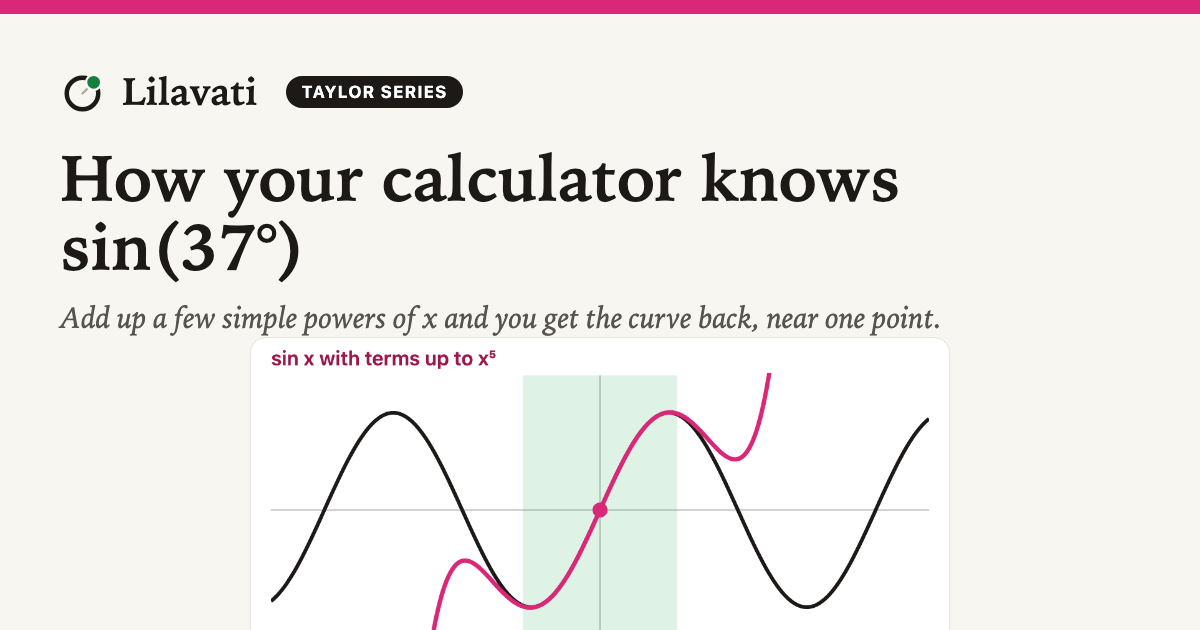 Lilavati
TAYLOR SERIES
How your calculator knows
sin(37°)
Add up a few simple powers of x and you get the curve back, near one point.
sin x with terms up to x⁵